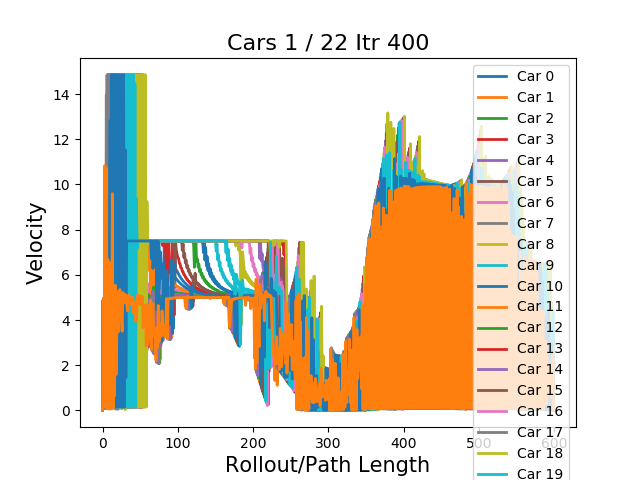 Cars 1 / 22 Itr 400
Velocity
14
12
10
8
6
4
2
0
0 100 200 300 400 500 600
Rollout/Path Length
Car 0
Car 1
Car 2
Car 3
Car 4
Car 5
Car 6
Car 7
Car 8
Car 9
Car 10
Car 11
Car 12
Car 13
Car 14
Car 15
Car 16
Car 17
Car 18
Car 19